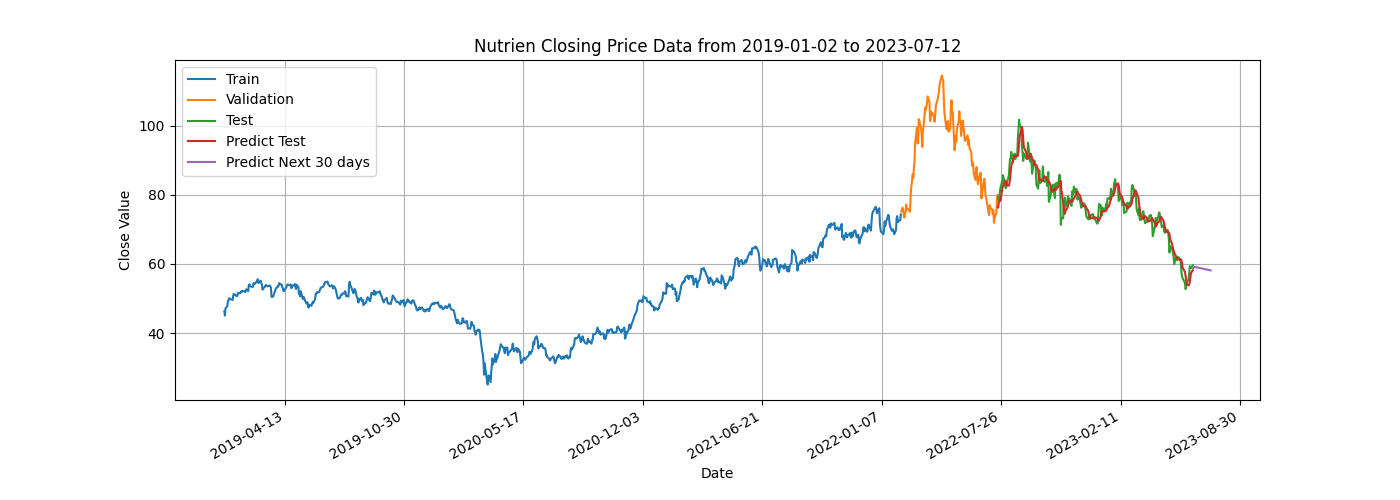 Nutrien Closing Price Data from 2019-01-02 to 2023-07-12
Train
Validation
Test
Predict Test
Predict Next 30 days
Close Value
100
80
60
40
2019-04-13
2019-10-30
2020-05-17
2020-12-03
2021-06-21
2022-01-07
2022-07-26
2023-02-11
2023-08-30
Date